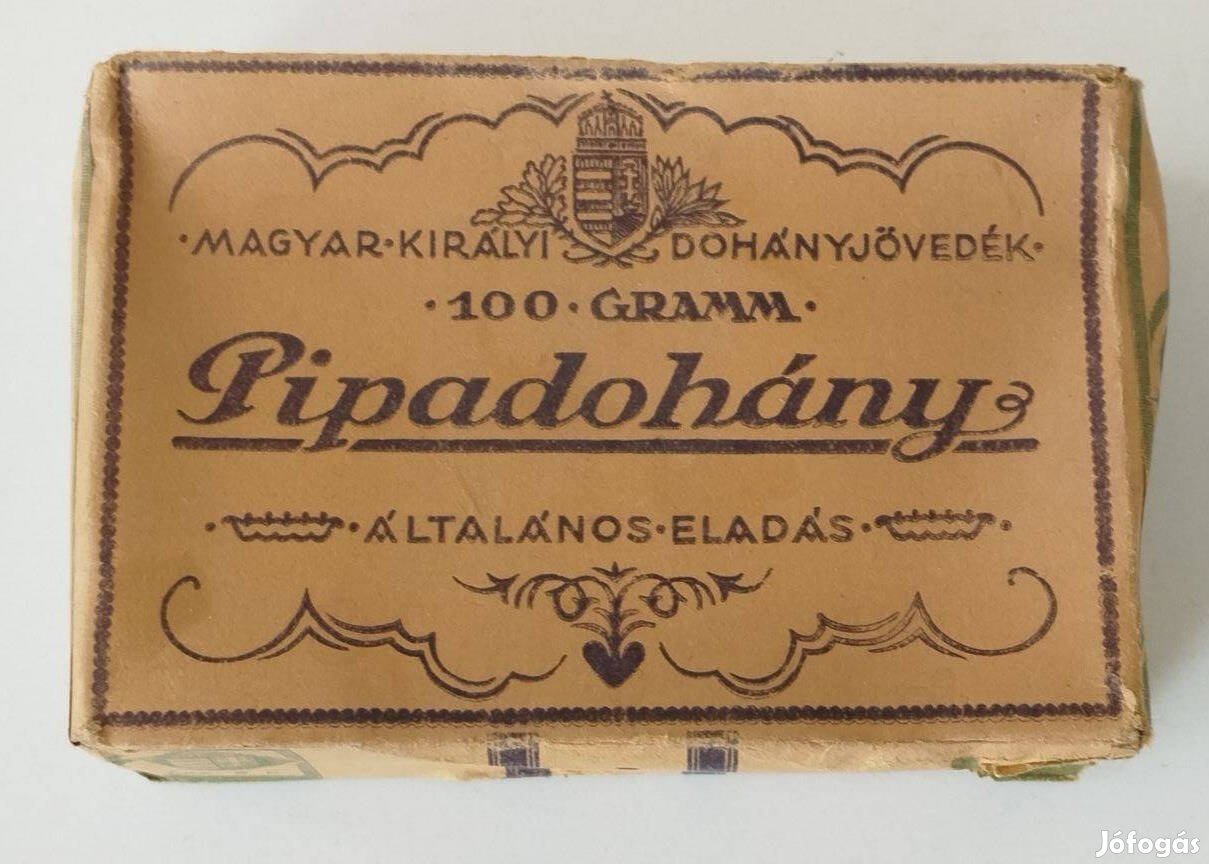 ·MAGYAR·KIRÁLYI DOHÁNYJÖVEDÉK·
·100·GRAMM·
Pipadohány
·ÁLTALÁNOS·ELADÁS·
Jófogás